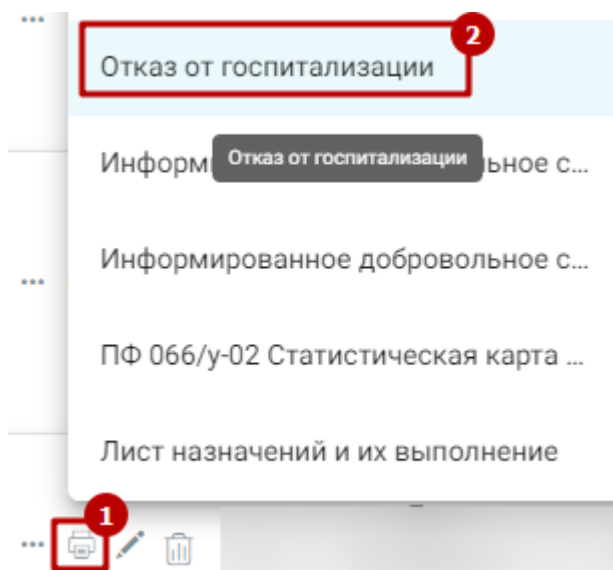 2
Отказ от госпитализации
Информ
Отказ от госпитализации
ьное с...
Информированное добровольное с...
ПФ 066/у-02 Статистическая карта ...
Лист назначений и их выполнение
1